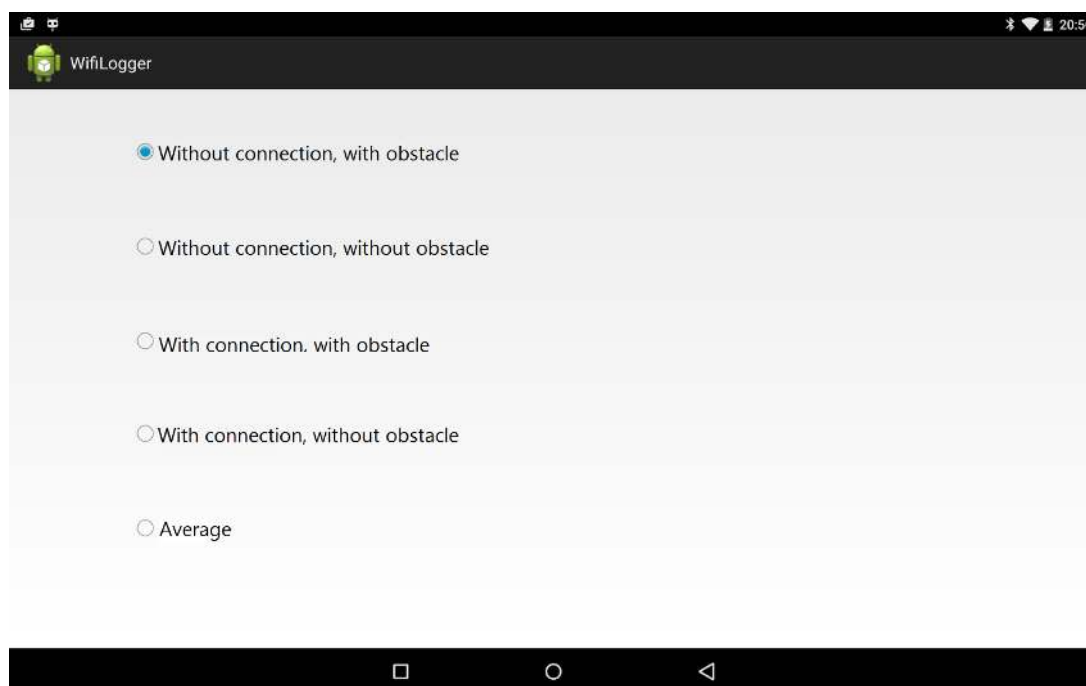 20:5
WifiLogger
Without connection, with obstacle
Without connection, without obstacle
With connection. with obstacle
With connection, without obstacle
Average